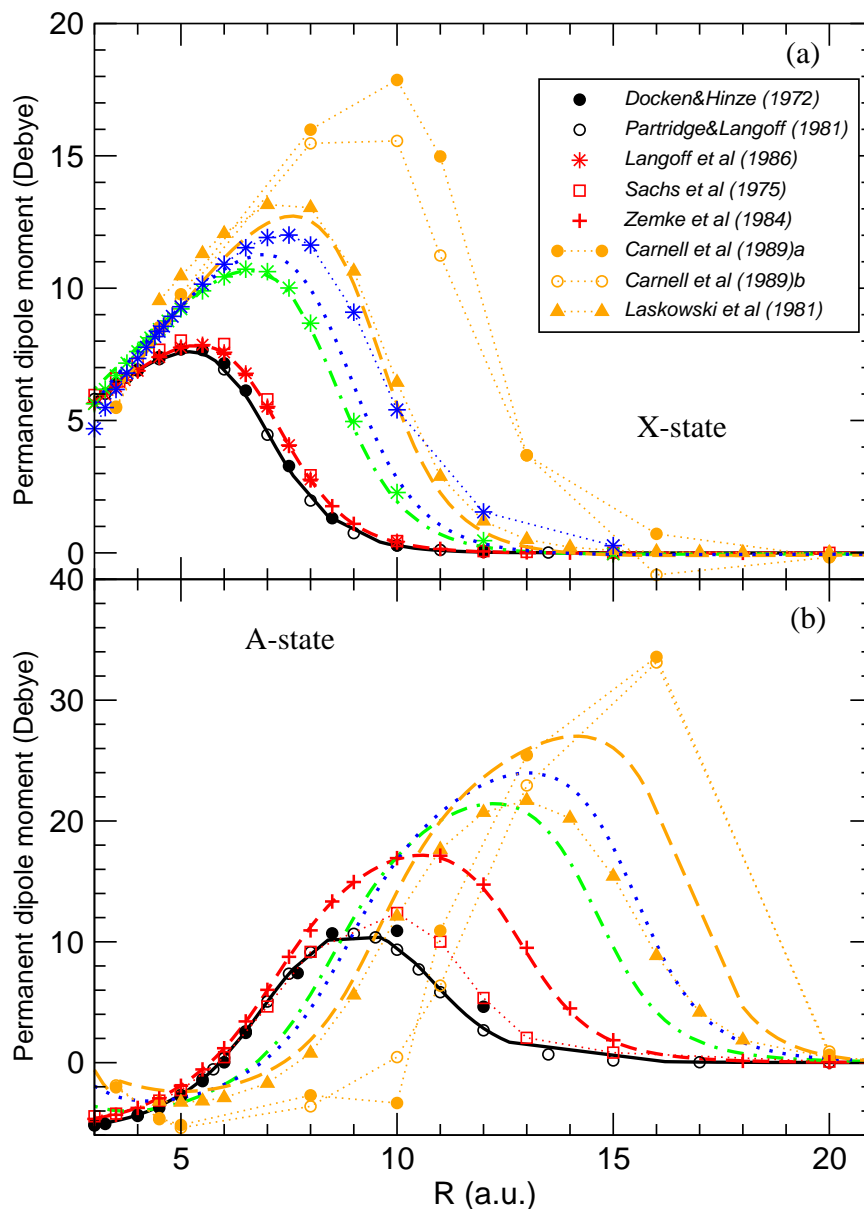 20
(a)
15
10
5
0
Permanent dipole moment (Debye)
Docken&Hinze (1972)
Partridge&Langoff (1981)
Langoff et al (1986)
Sachs et al (1975)
Zemke et al (1984)
Carnell et al (1989)a
Carnell et al (1989)b
Laskowski et al (1981)
X-state
40
(b)
30
20
10
0
Permanent dipole moment (Debye)
A-state
5
10
15
20
R (a.u.)